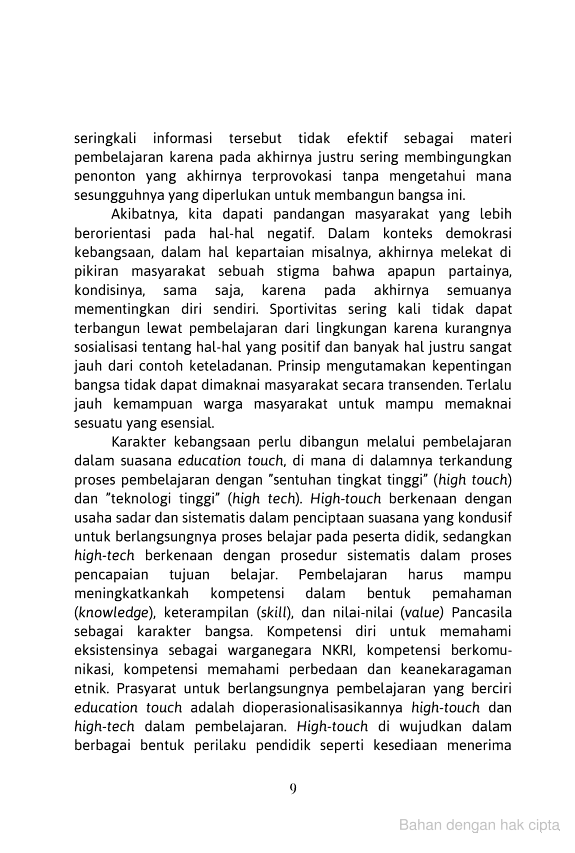 seringkali informasi tersebut tidak efektif sebagai materi
pembelajaran karena pada akhirnya justru sering membingungkan
penonton yang akhirnya terprovokasi tanpa mengetahui mana
sesungguhnya yang diperlukan untuk membangun bangsa ini.
Akibatnya, kita dapati pandangan masyarakat yang lebih
berorientasi pada hal-hal negatif. Dalam konteks demokrasi
kebangsaan, dalam hal kepartaian misalnya, akhirnya melekat di
pikiran masyarakat sebuah stigma bahwa apapun partainya,
kondisinya, sama saja, karena pada akhirnya semuanya
mementingkan diri sendiri. Sportivitas sering kali tidak dapat
terbangun lewat pembelajaran dari lingkungan karena kurangnya
sosialisasi tentang hal-hal yang positif dan banyak hal justru sangat
jauh dari contoh keteladanan. Prinsip mengutamakan kepentingan
bangsa tidak dapat dimaknai masyarakat secara transenden. Terlalu
jauh kemampuan warga masyarakat untuk mampu memaknai
sesuatu yang esensial.
Karakter kebangsaan perlu dibangun melalui pembelajaran
dalam suasana education touch, di mana di dalamnya terkandung
proses pembelajaran dengan "sentuhan tingkat tinggi" (high touch)
dan "teknologi tinggi" (high tech). High-touch berkenaan dengan
usaha sadar dan sistematis dalam penciptaan suasana yang kondusif
untuk berlangsungnya proses belajar pada peserta didik, sedangkan
high-tech berkenaan dengan prosedur sistematis dalam proses
pencapaian tujuan belajar. Pembelajaran harus mampu
meningkatkankah kompetensi dalam bentuk pemahaman
(knowledge), keterampilan (skill), dan nilai-nilai (value) Pancasila
sebagai karakter bangsa. Kompetensi diri untuk memahami
eksistensinya sebagai warganegara NKRI, kompetensi berkomu-
nikasi, kompetensi memahami perbedaan dan keanekaragaman
etnik. Prasyarat untuk berlangsungnya pembelajaran yang berciri
education touch adalah dioperasionalisasikannya high-touch dan
high-tech dalam pembelajaran. High-touch di wujudkan dalam
berbagai bentuk perilaku pendidik seperti kesediaan menerima
9
Bahan dengan hak cipta